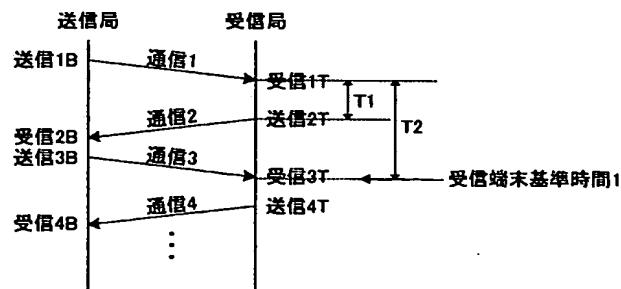 送信局 受信局
送信1B 通信1 受信1T
T1
T2
受信2B 通信2 送信2T
送信3B 通信3 受信3T 受信端末基準時間1
受信4B 通信4 送信4T